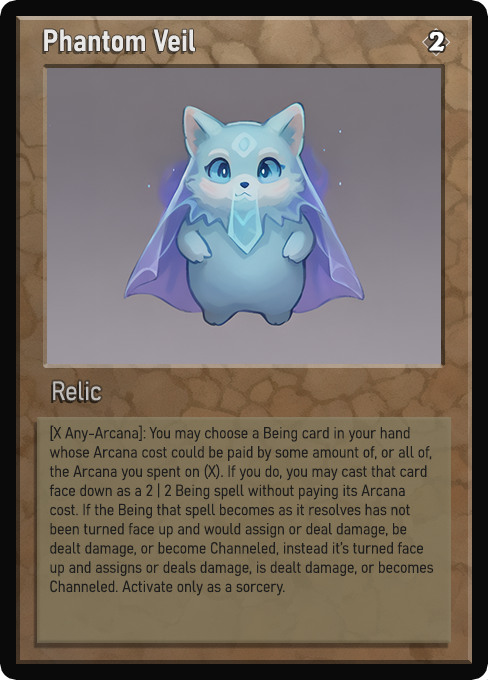 Phantom Veil
2
Relic
[X Any-Arcana]: You may choose a Being card in your hand
whose Arcana cost could be paid by some amount of, or all of,
the Arcana you spent on (X). If you do, you may cast that card
face down as a 2 | 2 Being spell without paying its Arcana
cost. If the Being that spell becomes as it resolves has not
been turned face up and would assign or deal damage, be
dealt damage, or become Channeled, instead it's turned face
up and assigns or deals damage, is dealt damage, or becomes
Channeled. Activate only as a sorcery.